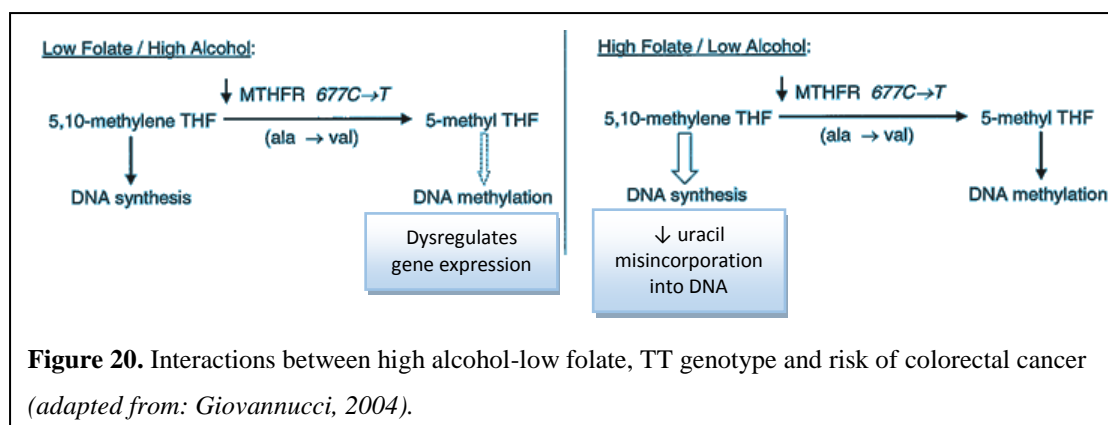 Low Folate / High Alcohol:
↓ MTHFR 677C→T
5,10-methylene THF
5-methyl THF
(ala → val)
DNA synthesis
DNA methylation
Dysregulates
gene expression
High Folate / Low Alcohol:
↓ MTHFR 677C→T
5,10-methylene THF
5-methyl THF
(ala → val)
DNA synthesis
DNA methylation
↓ uracil
misincorporation
into DNA
Figure 20. Interactions between high alcohol-low folate, TT genotype and risk of colorectal cancer
(adapted from: Giovannucci, 2004).